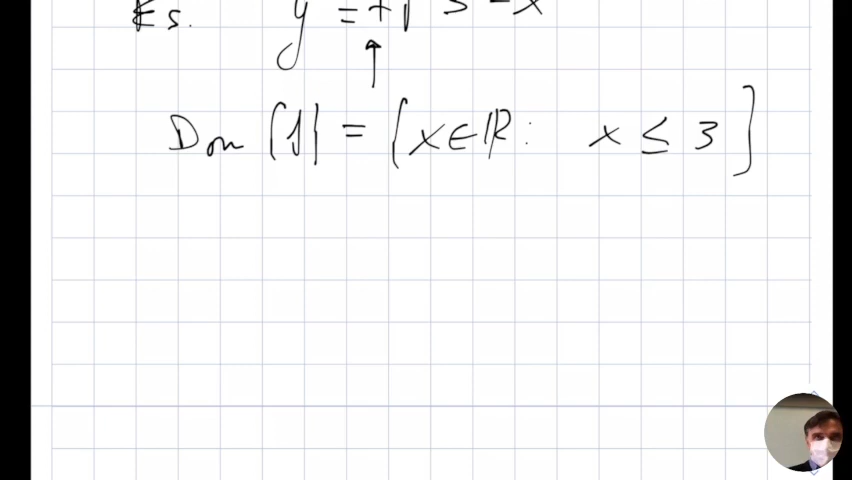 Es. y = +√3-x
Dom (f) = {x∈ℝ: x ≤ 3}